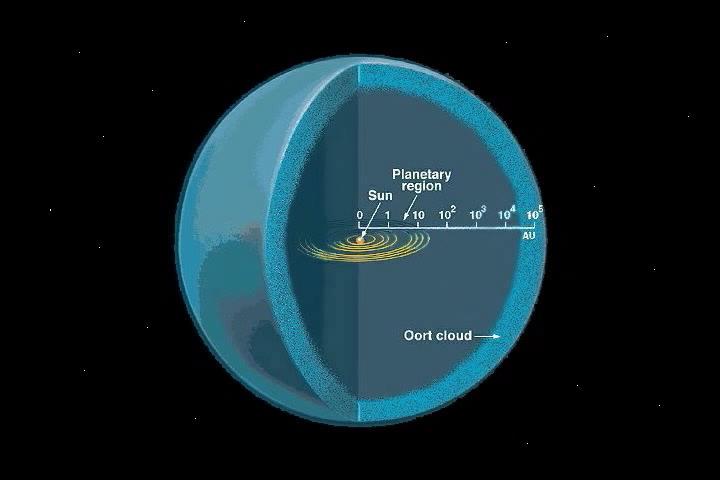 Planetary
region
Sun
0 1 10 10² 10³ 10⁴ 10⁵
AU
Oort cloud